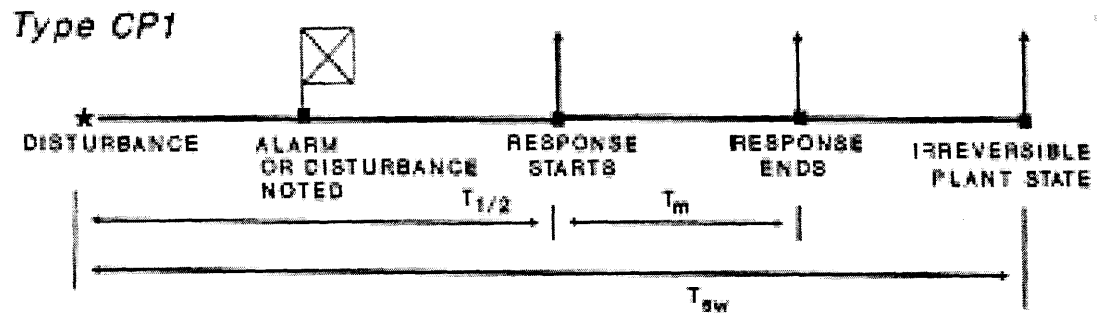 Type CP1
DISTURBANCE
ALARM
OR DISTURBANCE
NOTED
RESPONSE
STARTS
RESPONSE
ENDS
IRREVERSIBLE
PLANT STATE
T1/2
Tm
Tsw